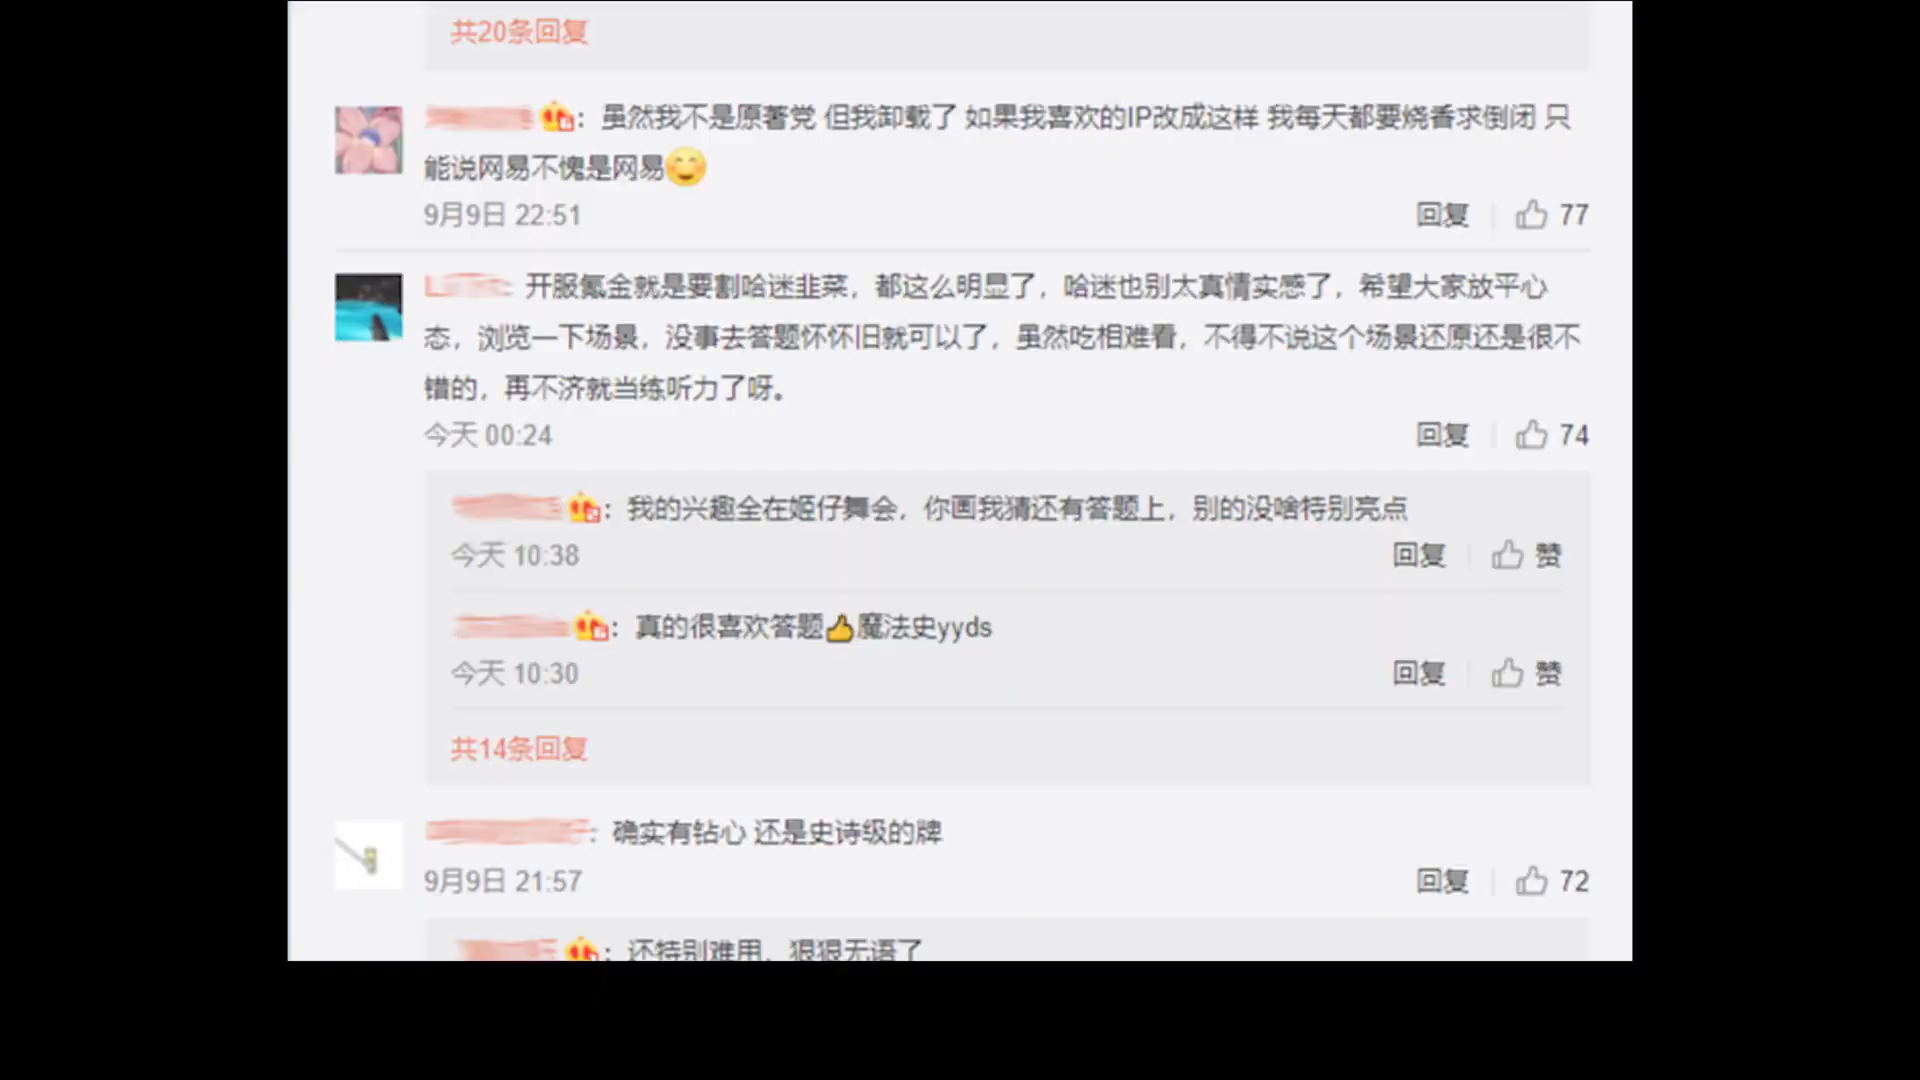 共20条回复
：虽然我不是原著党 但我卸载了 如果我喜欢的IP改成这样 我每天都要烧香求倒闭 只
能说网易不愧是网易
9月9日 22:51 回复 77
：开服氪金就是要割哈迷韭菜，都这么明显了，哈迷也别太真情实感了，希望大家放平心
态，浏览一下场景，没事去答题怀怀旧就可以了，虽然吃相难看，不得不说这个场景还原还是很不
错的，再不济就当练听力了呀。
今天 00:24 回复 74
：我的兴趣全在姬仔舞会，你画我猜还有答题上，别的没啥特别亮点
今天 10:38 回复 赞
：真的很喜欢答题魔法史yyds
今天 10:30 回复 赞
共14条回复
：确实有钻心 还是史诗级的牌
9月9日 21:57 回复 72
：还特别难用，狠狠无语了